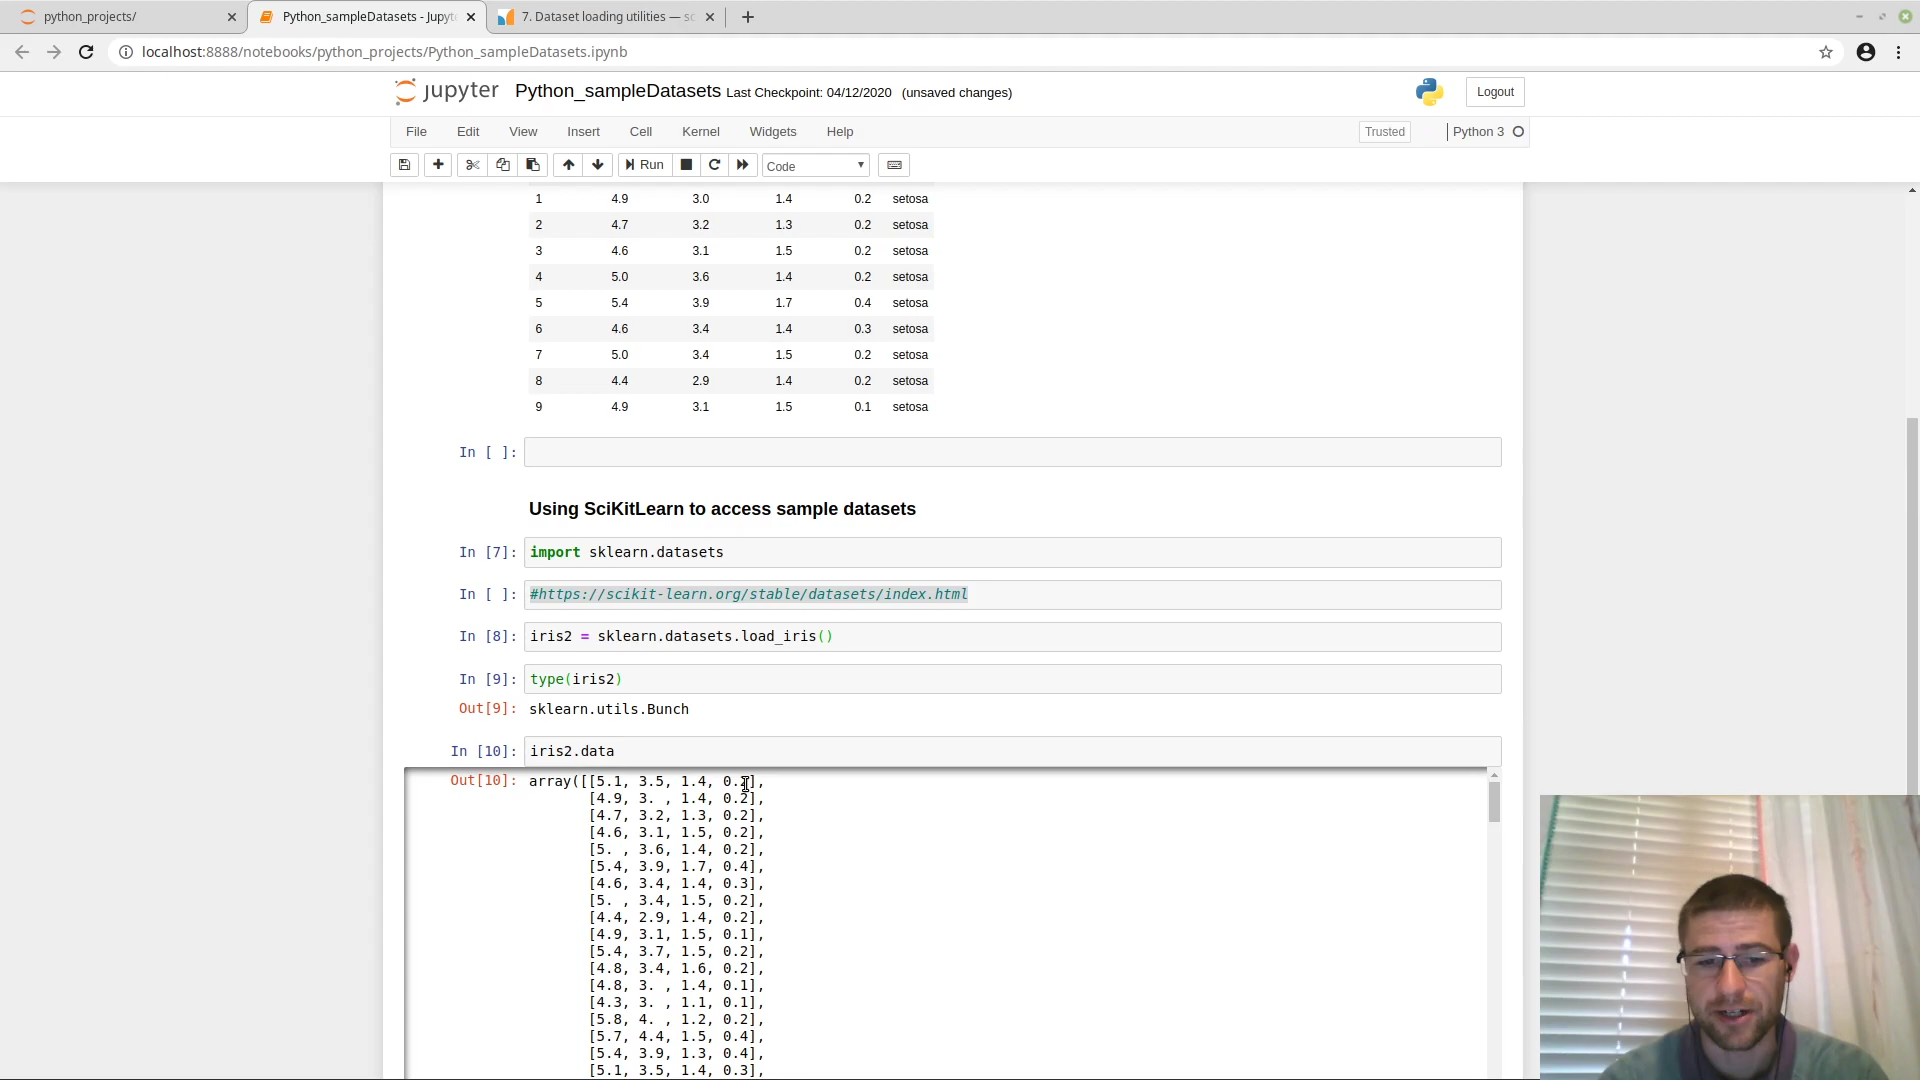 python_projects/
Python_sampleDatasets - Jupyte
7. Dataset loading utilities — sc
localhost:8888/notebooks/python_projects/Python_sampleDatasets.ipynb
jupyter Python_sampleDatasets Last Checkpoint: 04/12/2020 (unsaved changes)
Logout
File Edit View Insert Cell Kernel Widgets Help
Trusted
Python 3
Run
Code
1 4.9 3.0 1.4 0.2 setosa
2 4.7 3.2 1.3 0.2 setosa
3 4.6 3.1 1.5 0.2 setosa
4 5.0 3.6 1.4 0.2 setosa
5 5.4 3.9 1.7 0.4 setosa
6 4.6 3.4 1.4 0.3 setosa
7 5.0 3.4 1.5 0.2 setosa
8 4.4 2.9 1.4 0.2 setosa
9 4.9 3.1 1.5 0.1 setosa
In [ ]:
Using SciKitLearn to access sample datasets
In [7]: import sklearn.datasets
In [ ]: #https://scikit-learn.org/stable/datasets/index.html
In [8]: iris2 = sklearn.datasets.load_iris()
In [9]: type(iris2)
Out[9]: sklearn.utils.Bunch
In [10]: iris2.data
Out[10]: array([[5.1, 3.5, 1.4, 0.2],
[4.9, 3. , 1.4, 0.2],
[4.7, 3.2, 1.3, 0.2],
[4.6, 3.1, 1.5, 0.2],
[5. , 3.6, 1.4, 0.2],
[5.4, 3.9, 1.7, 0.4],
[4.6, 3.4, 1.4, 0.3],
[5. , 3.4, 1.5, 0.2],
[4.4, 2.9, 1.4, 0.2],
[4.9, 3.1, 1.5, 0.1],
[5.4, 3.7, 1.5, 0.2],
[4.8, 3.4, 1.6, 0.2],
[4.8, 3. , 1.4, 0.1],
[4.3, 3. , 1.1, 0.1],
[5.8, 4. , 1.2, 0.2],
[5.7, 4.4, 1.5, 0.4],
[5.4, 3.9, 1.3, 0.4],
[5.1, 3.5, 1.4, 0.3],